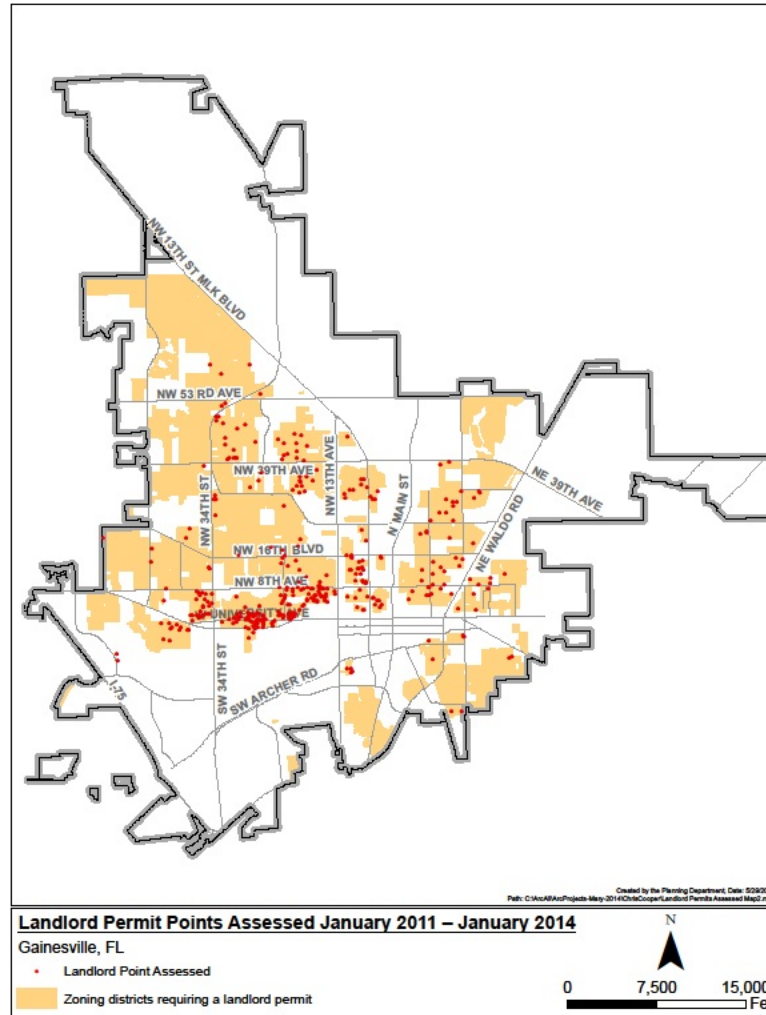 NW 13TH ST MLK BLVD
NW 53 RD AVE
NW 39TH AVE
NW 13TH AVE
N MAIN ST
NE 39TH AVE
NE WALDO RD
NW 34TH ST
NW 16TH BLVD
NW 8TH AVE
UNIVERSITY AVE
SW 34TH ST
SW ARCHER RD
I-75
Created by the Planning Department, Date: 5/29/20
Landlord Permit Points Assessed January 2011 – January 2014
Gainesville, FL
Landlord Point Assessed
Zoning districts requiring a landlord permit
N
0 7,500 15,000
Fe